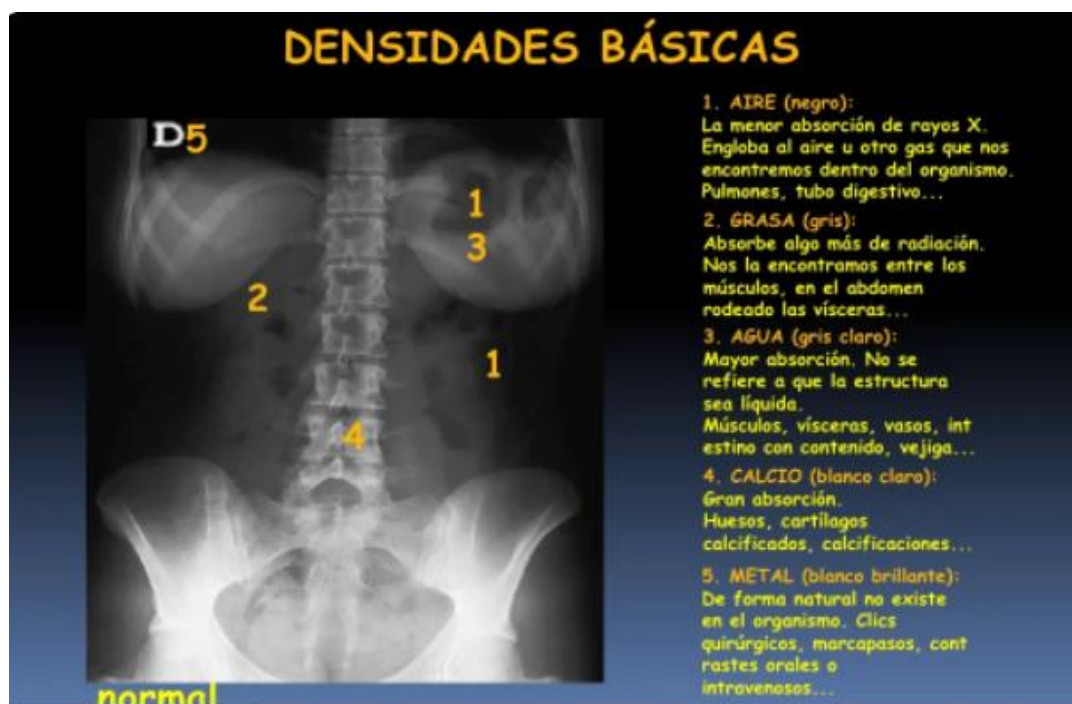 DENSIDADES BÁSICAS
D5
1
3
2
1
4
normal
1. AIRE (negro):
La menor absorción de rayos X.
Engloba al aire u otro gas que nos
encontremos dentro del organismo.
Pulmones, tubo digestivo...
2. GRASA (gris):
Absorbe algo más de radiación.
Nos la encontramos entre los
músculos, en el abdomen
rodeado las vísceras...
3. AGUA (gris claro):
Mayor absorción. No se
refiere a que la estructura
sea líquida.
Músculos, vísceras, vasos, int
estino con contenido, vejiga...
4. CALCIO (blanco claro):
Gran absorción.
Huesos, cartílagos
calcificados, calcificaciones...
5. METAL (blanco brillante):
De forma natural no existe
en el organismo. Clics
quirúrgicos, marcapasos, cont
rastes orales o
intravenosos...